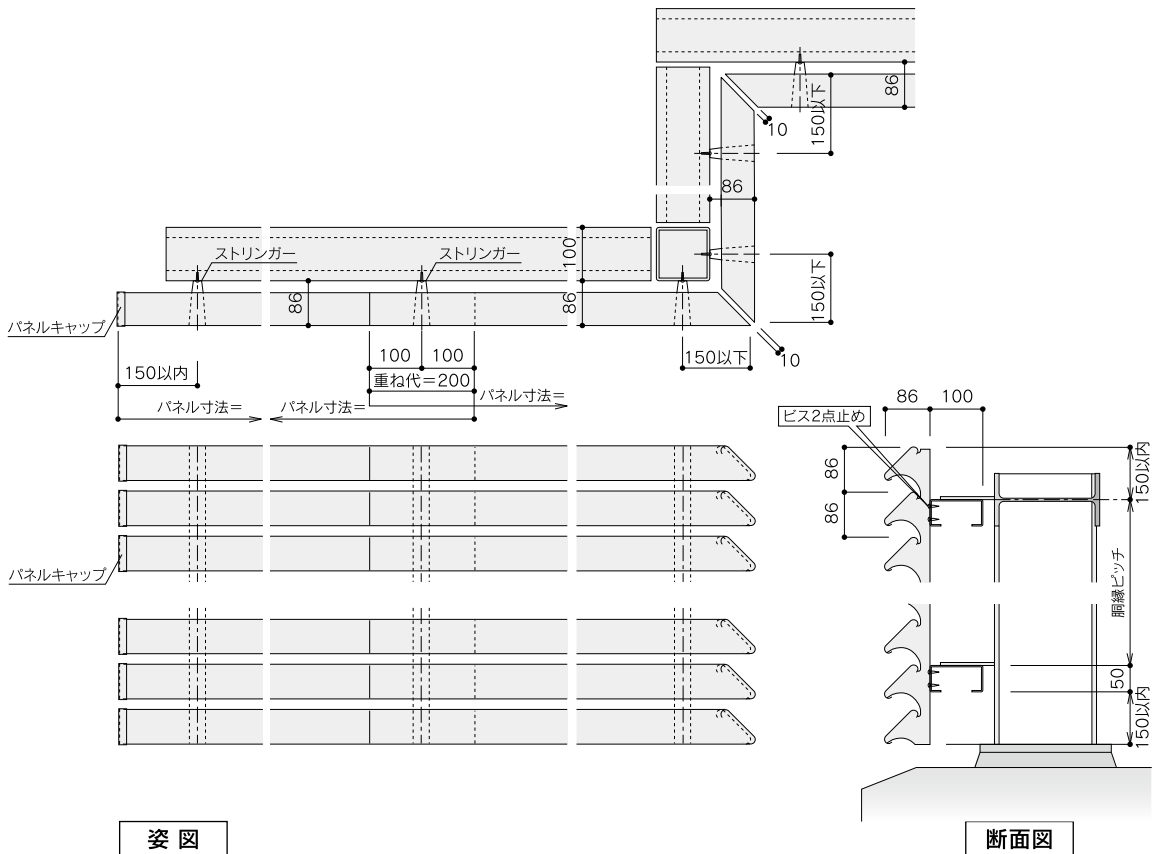 86
150以下
10
86
ストリンガー
ストリンガー
100
86
86
150以下
パネルキャップ
100
100
150以下
10
150以内
重ね代＝200
パネル寸法＝
パネル寸法＝
パネル寸法＝
86
100
ビス2点止め
86
150以内
86
パネルキャップ
胴縁ピッチ
50
150以内
姿図
断面図